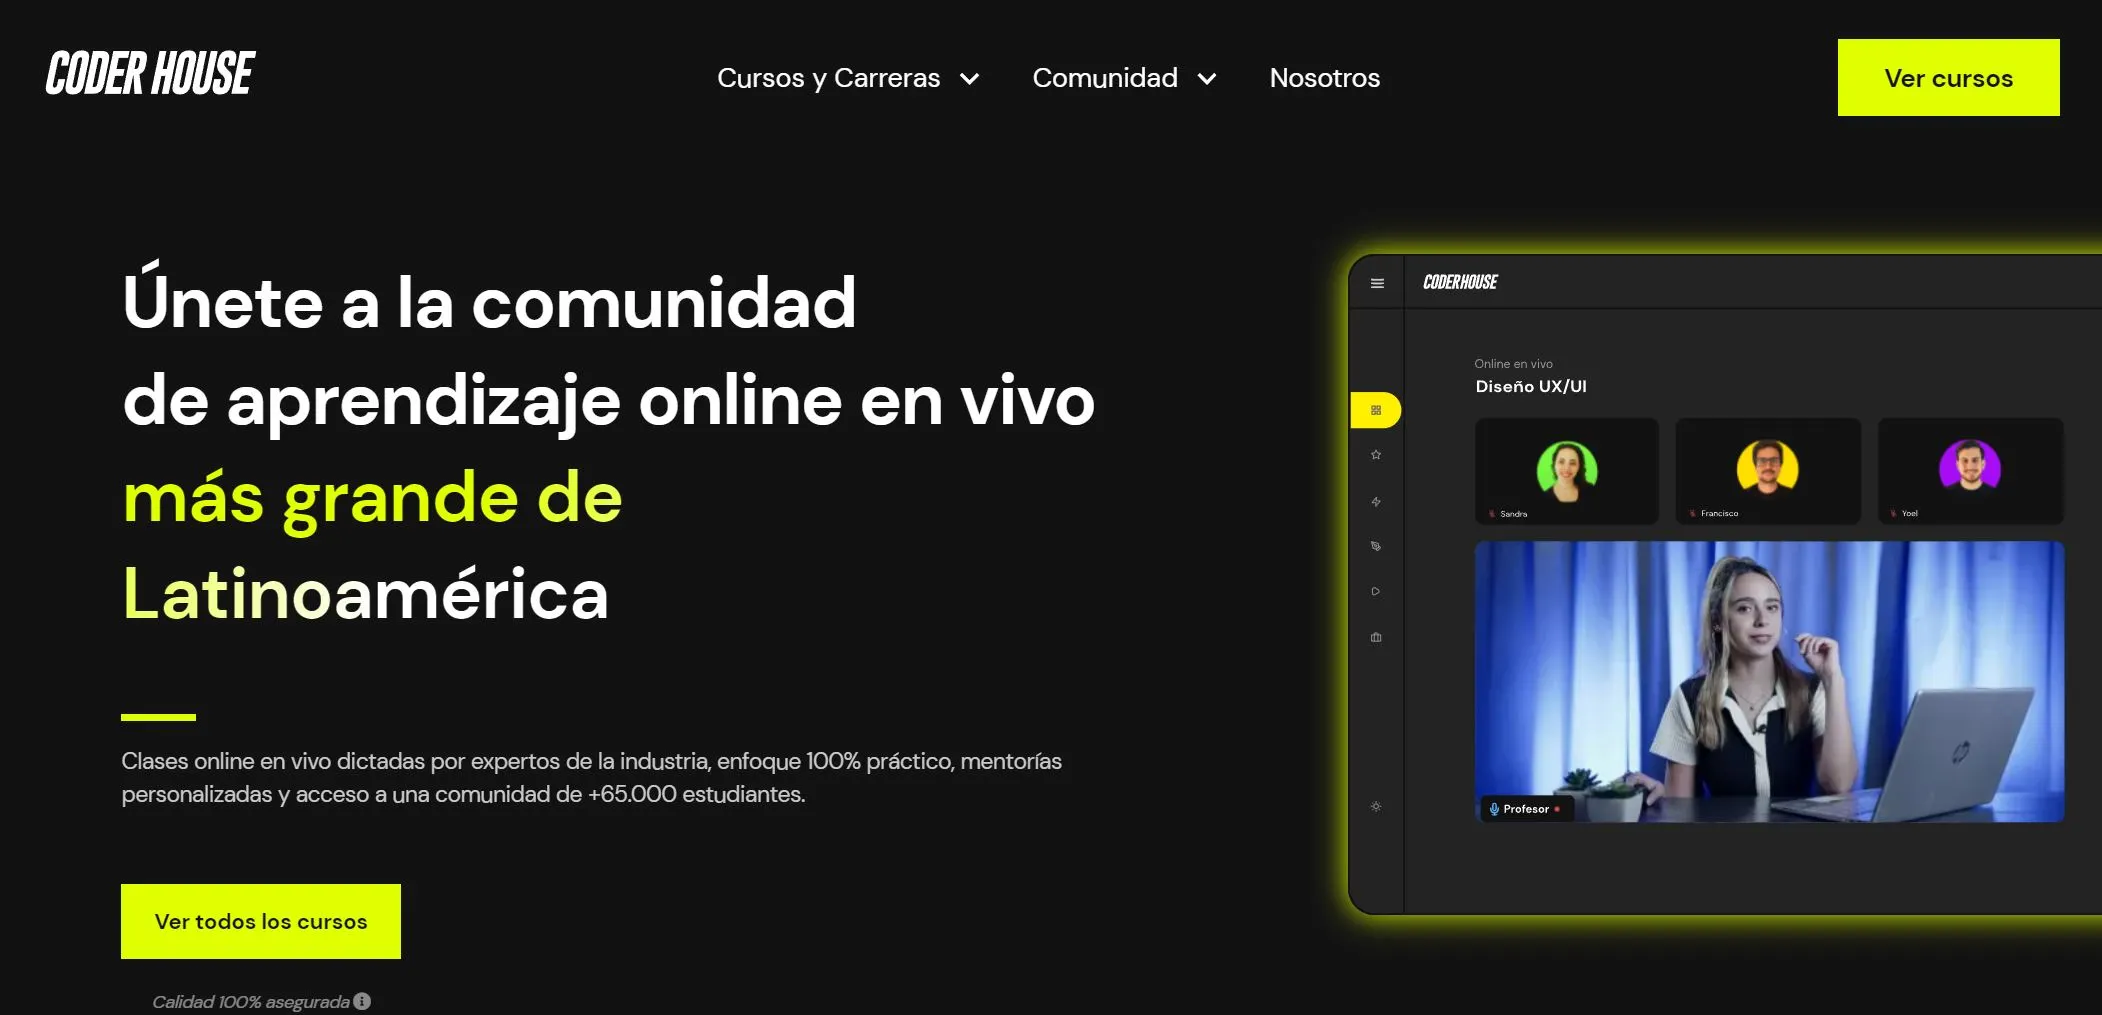 CODER HOUSE
Cursos y Carreras
Comunidad
Nosotros
Ver cursos
Únete a la comunidad
de aprendizaje online en vivo
más grande de
Latinoamérica
Clases online en vivo dictadas por expertos de la industria, enfoque 100% práctico, mentorías
personalizadas y acceso a una comunidad de +65.000 estudiantes.
Ver todos los cursos
Calidad 100% asegurada
CODERHOUSE
Online en vivo
Diseño UX/UI
Sandra
Francisco
Yoel
hp
Profesor